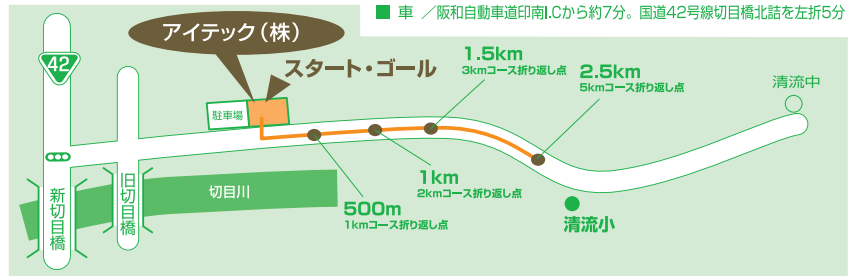 ■ 車 ／阪和自動車道印南I.Cから約7分。国道42号線切目橋北詰を左折5分
アイテック（株）
42
スタート・ゴール
1.5km
3kmコース折り返し点
2.5km
5kmコース折り返し点
清流中
駐車場
1km
2kmコース折り返し点
切目川
500m
1kmコース折り返し点
新切目橋
旧切目橋
清流小